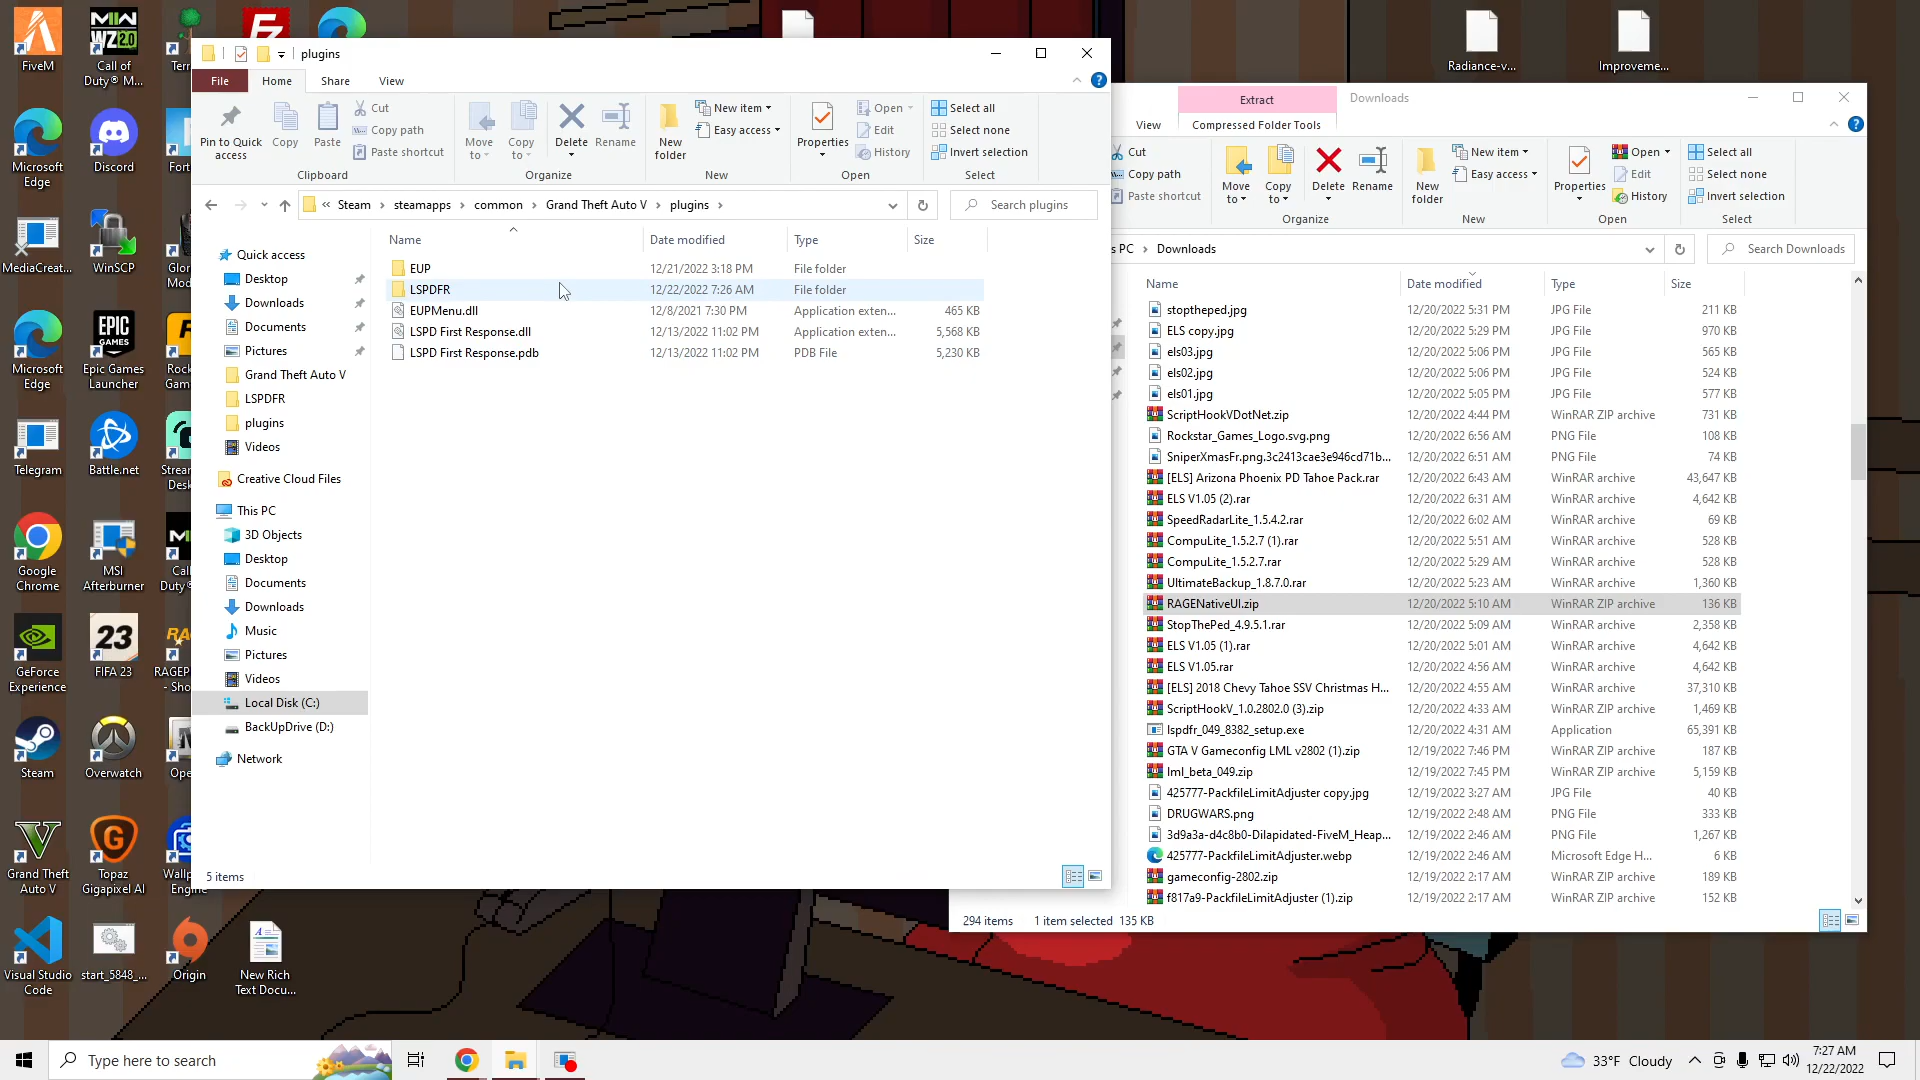 FiveM
Call of
Duty® M...
Terr
MediaCreat...
Microsoft
Edge
Discord
Fort
WinSCP
Glor
Mod
Microsoft
Edge
Epic Games
Launcher
Rock
Gam
Telegram
Battle.net
Strea
Desk
Google
Chrome
MSI
Afterburner
Call
Duty®
GeForce
Experience
FIFA 23
RAGEP
- Sho
Steam
Overwatch
Ope
Grand Theft
Auto V
Topaz
Gigapixel AI
Wallp
Engin
Visual Studio
Code
start_5848_...
Origin
New Rich
Text Docu...
Radiance-v...
Improveme...
plugins
File
Home
Share
View
Pin to Quick
access
Copy
Paste
Cut
Copy path
Paste shortcut
Clipboard
Move
to
Copy
to
Delete
Rename
Organize
New
folder
New item
Easy access
New
Properties
Open
Edit
History
Open
Select all
Select none
Invert selection
Select
« Steam › steamapps › common › Grand Theft Auto V › plugins ›
Search plugins
Quick access
Desktop
Downloads
Documents
Pictures
Grand Theft Auto V
LSPDFR
plugins
Videos
Creative Cloud Files
This PC
3D Objects
Desktop
Documents
Downloads
Music
Pictures
Videos
Local Disk (C:)
BackUpDrive (D:)
Network
Name Date modified Type Size
EUP 12/21/2022 3:18 PM File folder
LSPDFR 12/22/2022 7:26 AM File folder
EUPMenu.dll 12/8/2021 7:30 PM Application exten... 465 KB
LSPD First Response.dll 12/13/2022 11:02 PM Application exten... 5,568 KB
LSPD First Response.pdb 12/13/2022 11:02 PM PDB File 5,230 KB
5 items
Extract
Downloads
View
Compressed Folder Tools
Cut
Copy path
Paste shortcut
Move
to
Copy
to
Delete
Rename
Organize
New
folder
New item
Easy access
New
Properties
Open
Edit
History
Open
Select all
Select none
Invert selection
Select
s PC › Downloads
Search Downloads
Name Date modified Type Size
stoptheped.jpg 12/20/2022 5:31 PM JPG File 211 KB
ELS copy.jpg 12/20/2022 5:29 PM JPG File 970 KB
els03.jpg 12/20/2022 5:06 PM JPG File 565 KB
els02.jpg 12/20/2022 5:06 PM JPG File 524 KB
els01.jpg 12/20/2022 5:05 PM JPG File 577 KB
ScriptHookVDotNet.zip 12/20/2022 4:44 PM WinRAR ZIP archive 731 KB
Rockstar_Games_Logo.svg.png 12/20/2022 6:56 AM PNG File 108 KB
SniperXmasFr.png.3c2413cae3e946cd71b... 12/20/2022 6:51 AM PNG File 74 KB
[ELS] Arizona Phoenix PD Tahoe Pack.rar 12/20/2022 6:43 AM WinRAR archive 43,647 KB
ELS V1.05 (2).rar 12/20/2022 6:31 AM WinRAR archive 4,642 KB
SpeedRadarLite_1.5.4.2.rar 12/20/2022 6:02 AM WinRAR archive 69 KB
CompuLite_1.5.2.7 (1).rar 12/20/2022 5:51 AM WinRAR archive 528 KB
CompuLite_1.5.2.7.rar 12/20/2022 5:29 AM WinRAR archive 528 KB
UltimateBackup_1.8.7.0.rar 12/20/2022 5:23 AM WinRAR archive 1,360 KB
RAGENativeUI.zip 12/20/2022 5:10 AM WinRAR ZIP archive 136 KB
StopThePed_4.9.5.1.rar 12/20/2022 5:09 AM WinRAR archive 2,358 KB
ELS V1.05 (1).rar 12/20/2022 5:01 AM WinRAR archive 4,642 KB
ELS V1.05.rar 12/20/2022 4:56 AM WinRAR archive 4,642 KB
[ELS] 2018 Chevy Tahoe SSV Christmas H... 12/20/2022 4:55 AM WinRAR archive 37,310 KB
ScriptHookV_1.0.2802.0 (3).zip 12/20/2022 4:33 AM WinRAR ZIP archive 1,469 KB
lspdfr_049_8382_setup.exe 12/20/2022 4:31 AM Application 65,391 KB
GTA V Gameconfig LML v2802 (1).zip 12/19/2022 7:46 PM WinRAR ZIP archive 187 KB
lml_beta_049.zip 12/19/2022 7:45 PM WinRAR ZIP archive 5,159 KB
425777-PackfileLimitAdjuster copy.jpg 12/19/2022 3:27 AM JPG File 40 KB
DRUGWARS.png 12/19/2022 2:48 AM PNG File 333 KB
3d9a3a-d4c8b0-Dilapidated-FiveM_Heap... 12/19/2022 2:46 AM PNG File 1,267 KB
425777-PackfileLimitAdjuster.webp 12/19/2022 2:46 AM Microsoft Edge H... 6 KB
gameconfig-2802.zip 12/19/2022 2:17 AM WinRAR ZIP archive 189 KB
f817a9-PackfileLimitAdjuster (1).zip 12/19/2022 2:17 AM WinRAR ZIP archive 152 KB
294 items 1 item selected 135 KB
Type here to search
33°F Cloudy
7:27 AM
12/22/2022